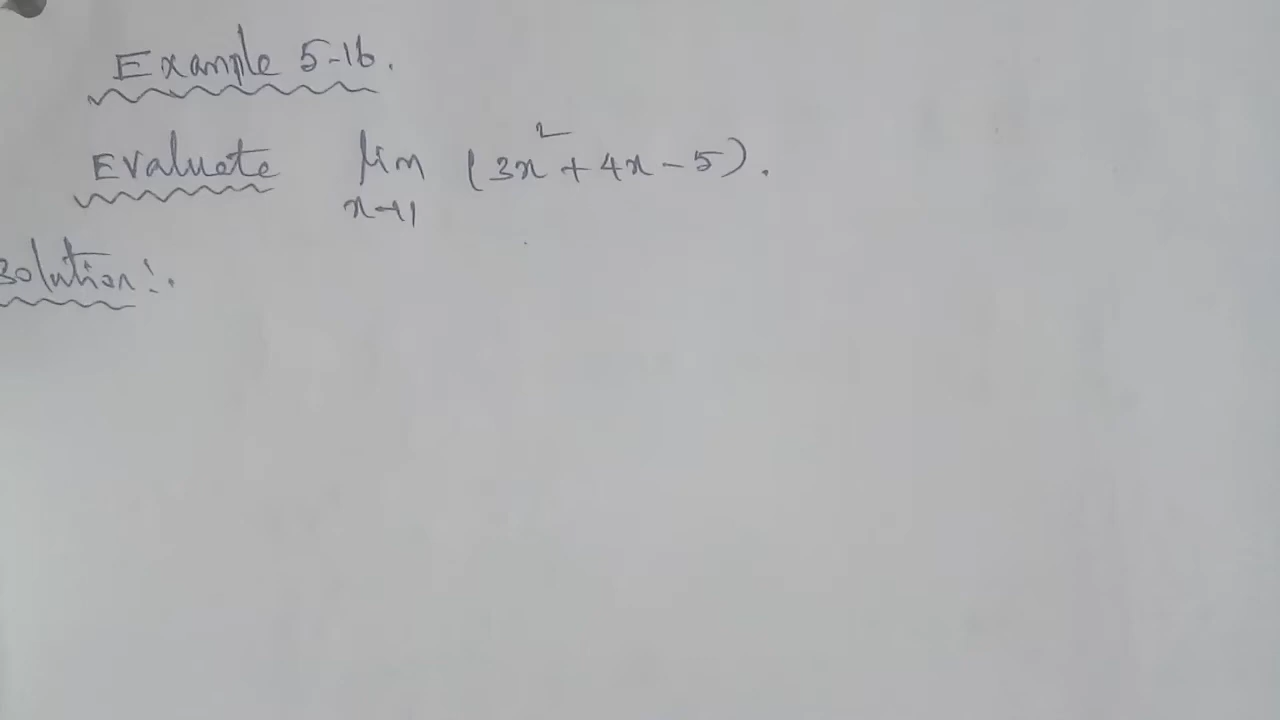 Example 5-16.
Evaluate lim (3x² + 4x - 5).
x→1
Solution:.